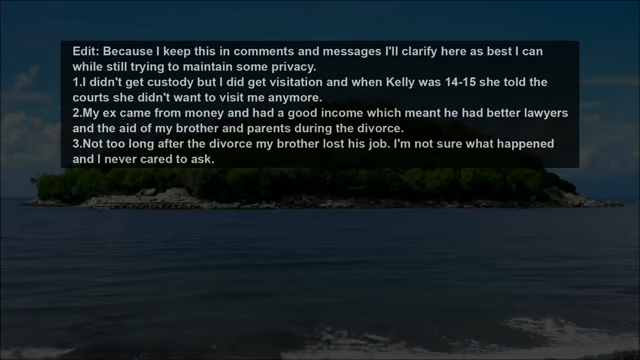 Edit: Because I keep this in comments and messages I'll clarify here as best I can
while still trying to maintain some privacy.
1.I didn't get custody but I did get visitation and when Kelly was 14-15 she told the
courts she didn't want to visit me anymore.
2.My ex came from money and had a good income which meant he had better lawyers
and the aid of my brother and parents during the divorce.
3.Not too long after the divorce my brother lost his job. I'm not sure what happened
and I never cared to ask.